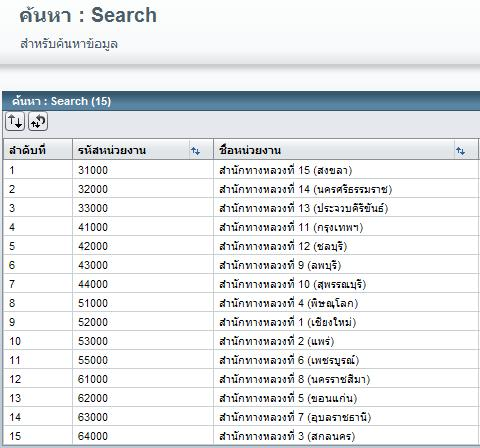 ค้นหา : Search
สำหรับค้นหาข้อมูล
ค้นหา : Search (15)
ลำดับที่ รหัสหน่วยงาน ชื่อหน่วยงาน
1 31000 สำนักทางหลวงที่ 15 (สงขลา)
2 32000 สำนักทางหลวงที่ 14 (นครศรีธรรมราช)
3 33000 สำนักทางหลวงที่ 13 (ประจวบคิรีขันธ์)
4 41000 สำนักทางหลวงที่ 11 (กรุงเทพฯ)
5 42000 สำนักทางหลวงที่ 12 (ชลบุรี)
6 43000 สำนักทางหลวงที่ 9 (ลพบุรี)
7 44000 สำนักทางหลวงที่ 10 (สุพรรณบุรี)
8 51000 สำนักทางหลวงที่ 4 (พิษณุโลก)
9 52000 สำนักทางหลวงที่ 1 (เชียงใหม่)
10 53000 สำนักทางหลวงที่ 2 (แพร่)
11 55000 สำนักทางหลวงที่ 6 (เพชรบูรณ์)
12 61000 สำนักทางหลวงที่ 8 (นครราชสีมา)
13 62000 สำนักทางหลวงที่ 5 (ขอนแก่น)
14 63000 สำนักทางหลวงที่ 7 (อุบลราชธานี)
15 64000 สำนักทางหลวงที่ 3 (สกลนคร)